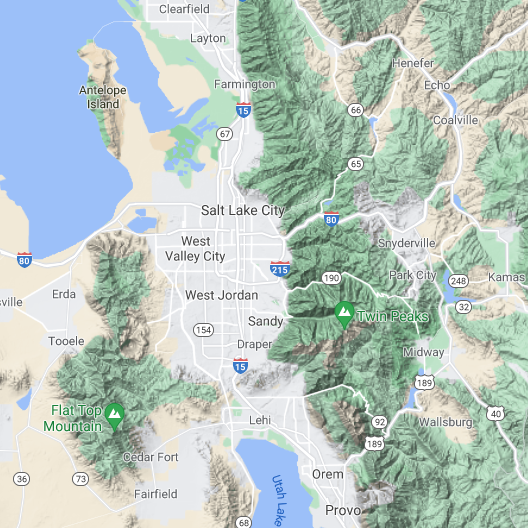 Clearfield
Layton
Antelope
Island
Farmington
15
67
Henefer
Echo
66
Coalville
65
Salt Lake City
80
West
Valley City
80
215
Snyderville
190
Park City
248
Kamas
32
Erda
West Jordan
Twin Peaks
Sandy
154
Tooele
Draper
15
Midway
189
Flat Top
Mountain
Lehi
92
189
Wallsburg
40
Cedar Fort
36
73
Fairfield
Orem
Utah Lake
Provo
68